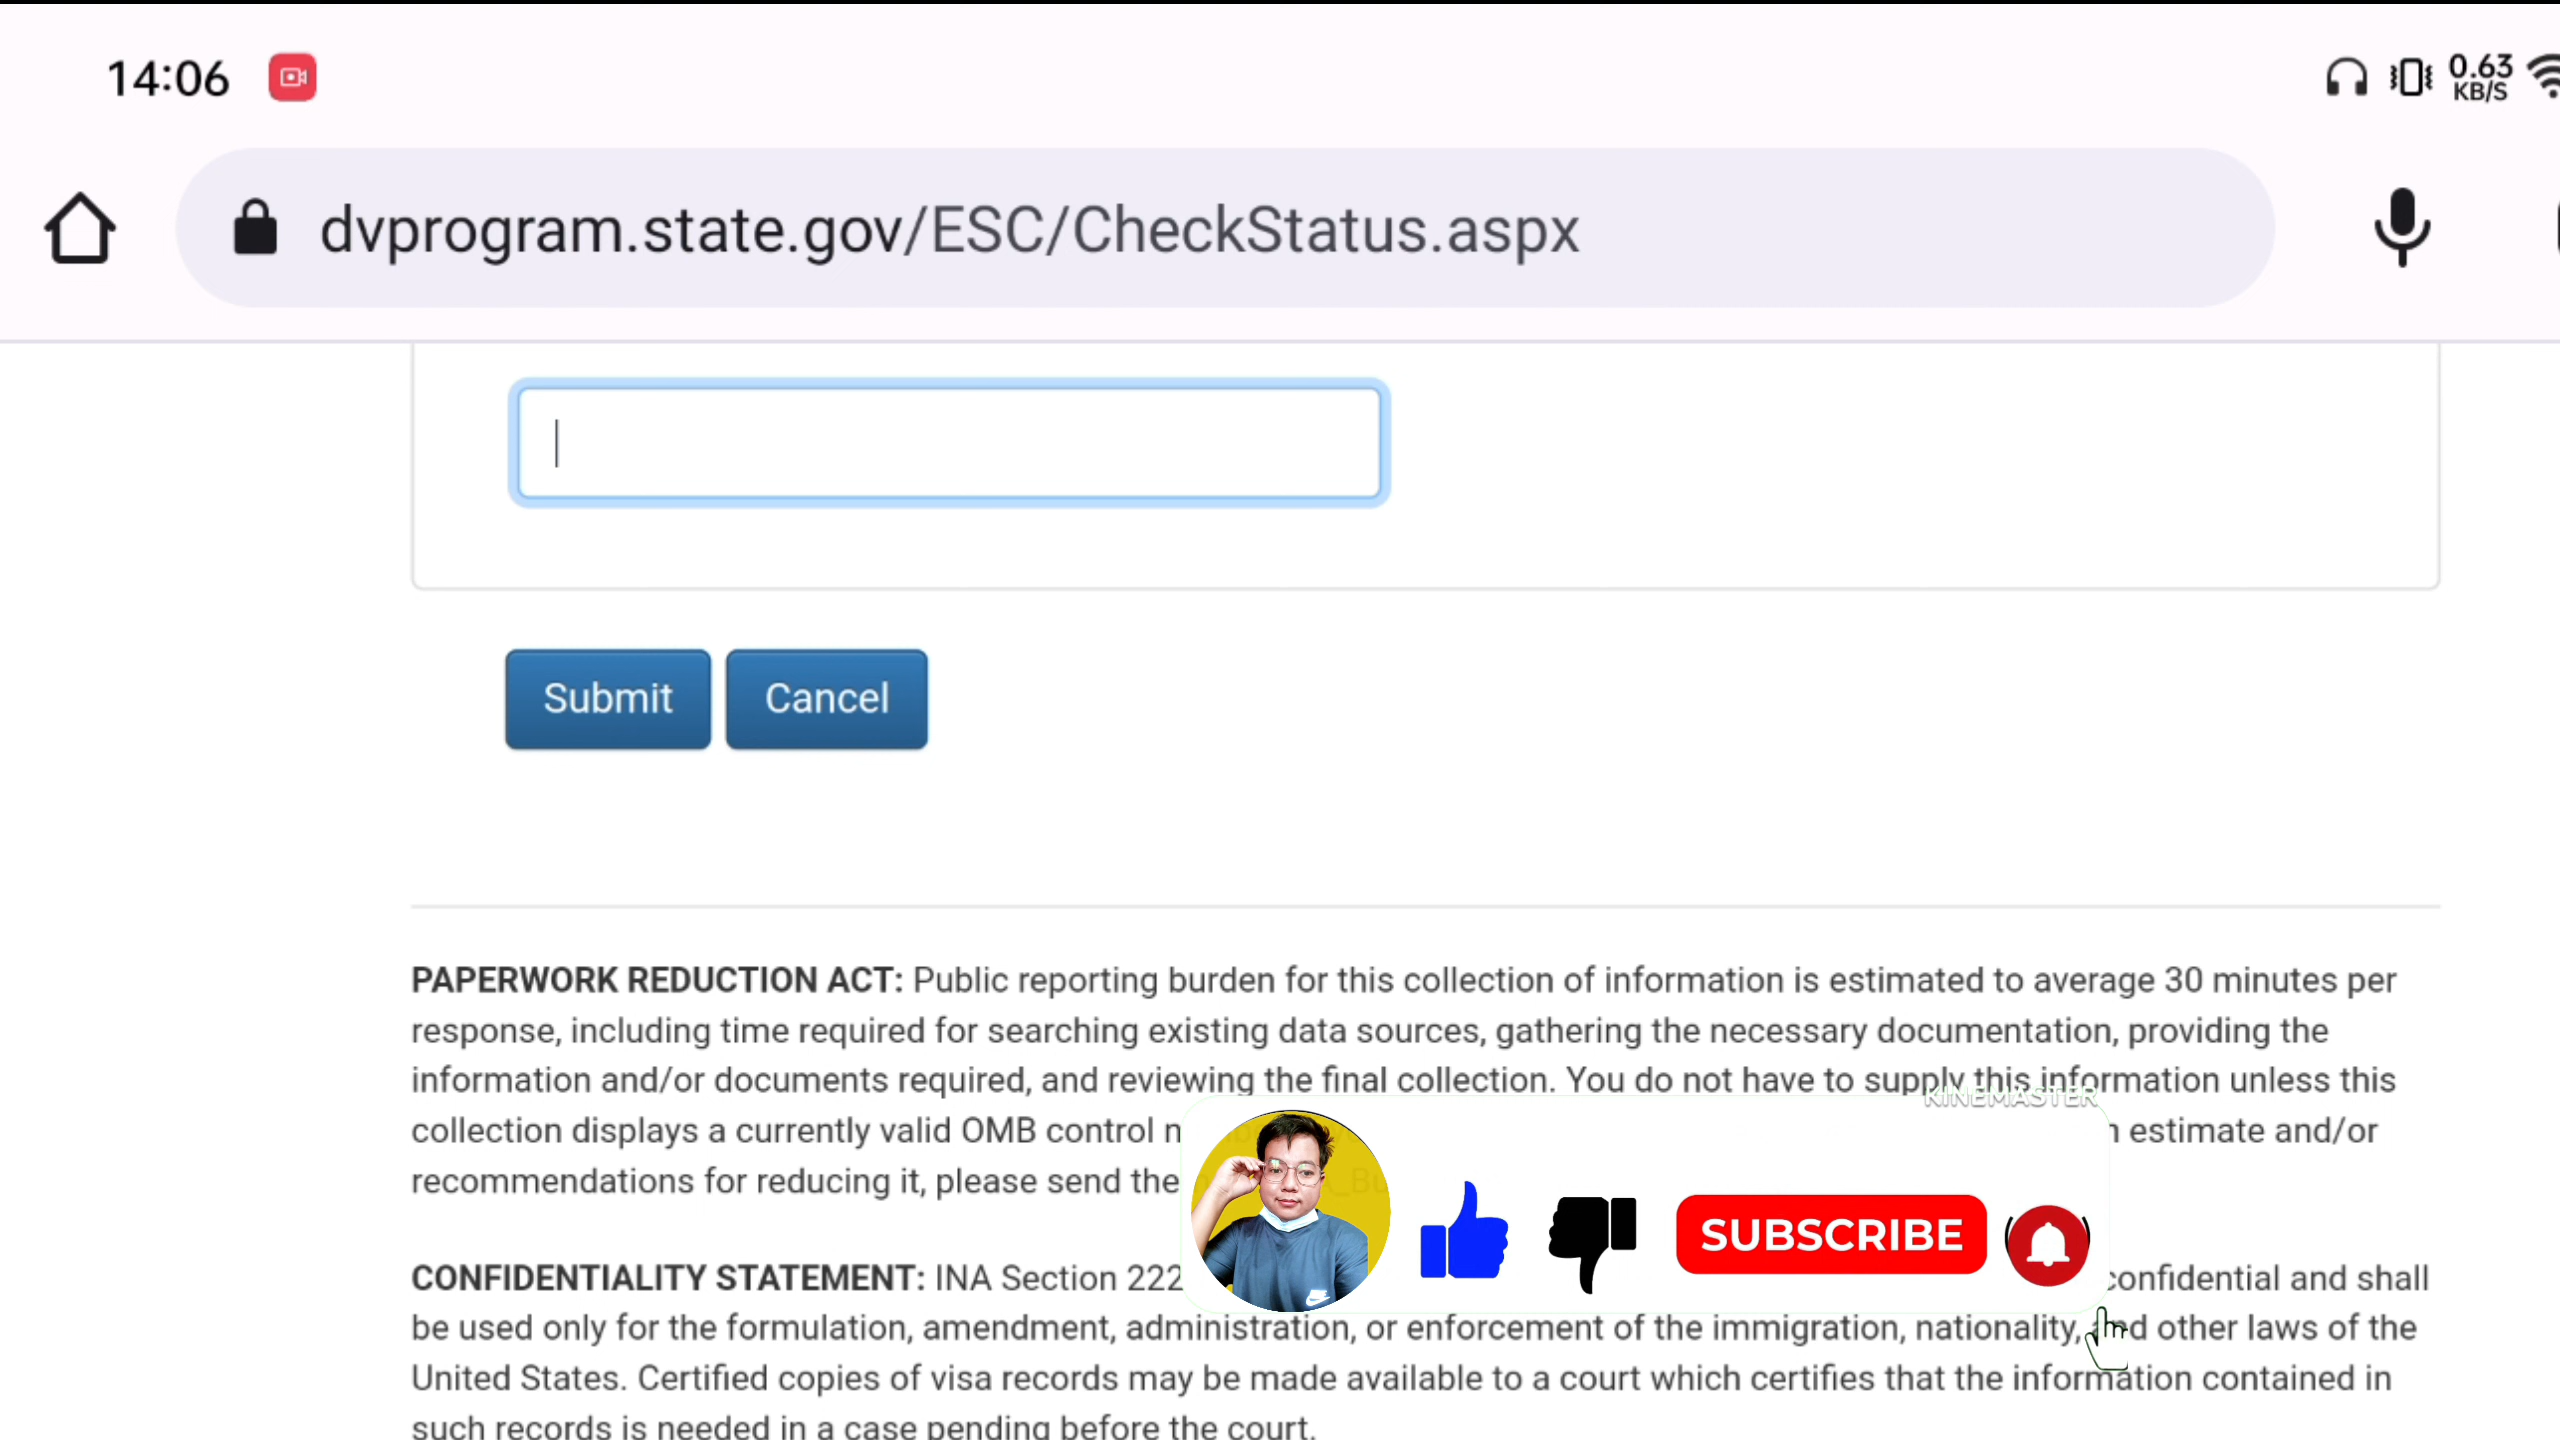 14:06
0.63
KB/S
dvprogram.state.gov/ESC/CheckStatus.aspx
Submit Cancel
PAPERWORK REDUCTION ACT: Public reporting burden for this collection of information is estimated to average 30 minutes per
response, including time required for searching existing data sources, gathering the necessary documentation, providing the
information and/or documents required, and reviewing the final collection. You do not have to supply this information unless this
KINEMASTER
collection displays a currently valid OMB control estimate and/or
recommendations for reducing it, please send the
SUBSCRIBE
CONFIDENTIALITY STATEMENT: INA Section 222 confidential and shall
be used only for the formulation, amendment, administration, or enforcement of the immigration, nationality, and other laws of the
United States. Certified copies of visa records may be made available to a court which certifies that the information contained in
such records is needed in a case pending before the court.